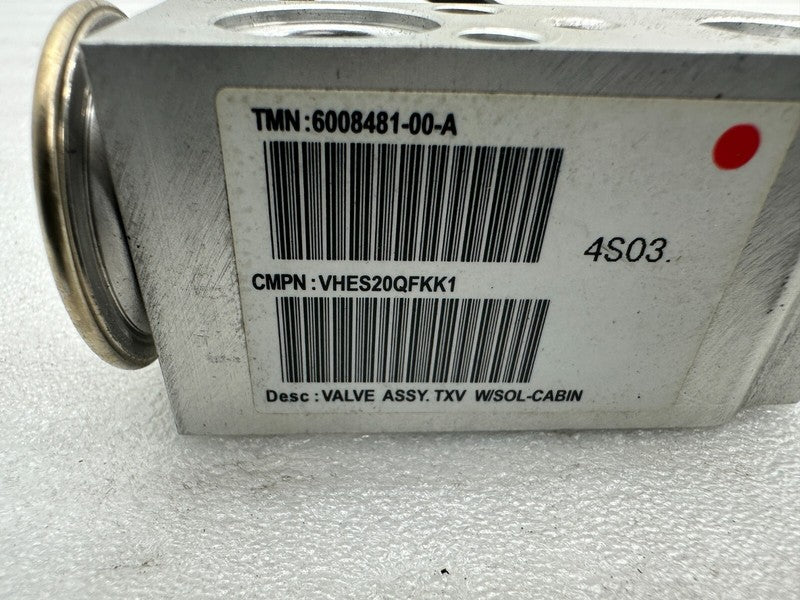 TMN :6008481-00-A
4S03.
CMPN : VHES20QFKK1
Desc : VALVE ASSY. TXV W/SOL-CABIN